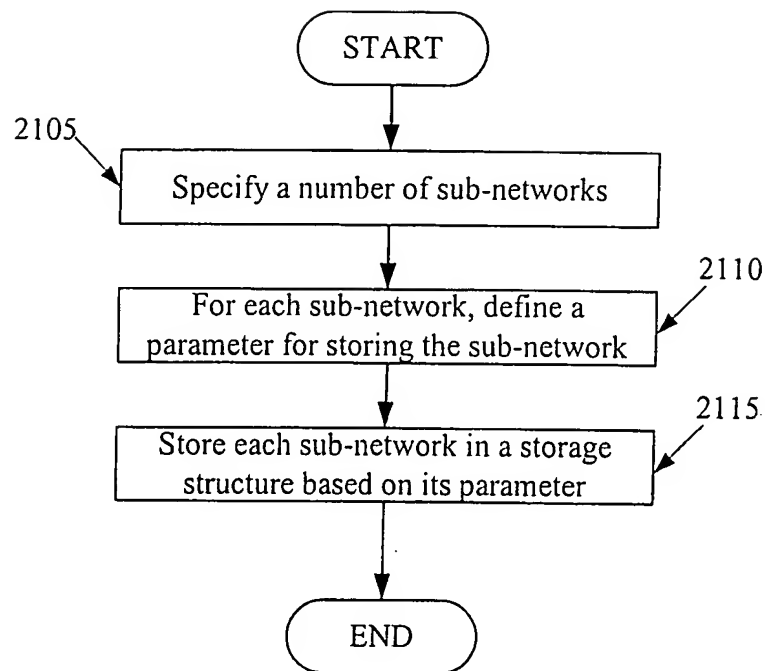 START
2105
Specify a number of sub-networks
2110
For each sub-network, define a
parameter for storing the sub-network
2115
Store each sub-network in a storage
structure based on its parameter
END